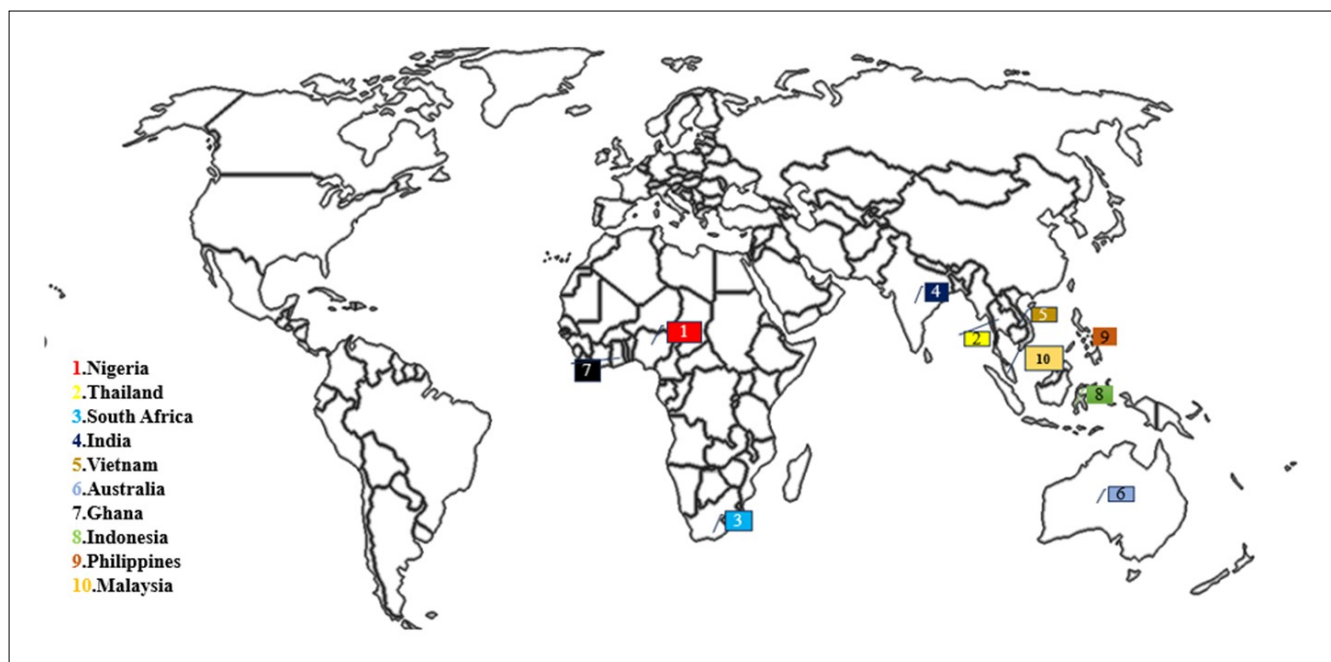 4
5
1
9
2
10
7
8
6
3
1.Nigeria
2.Thailand
3.South Africa
4.India
5.Vietnam
6.Australia
7.Ghana
8.Indonesia
9.Philippines
10.Malaysia